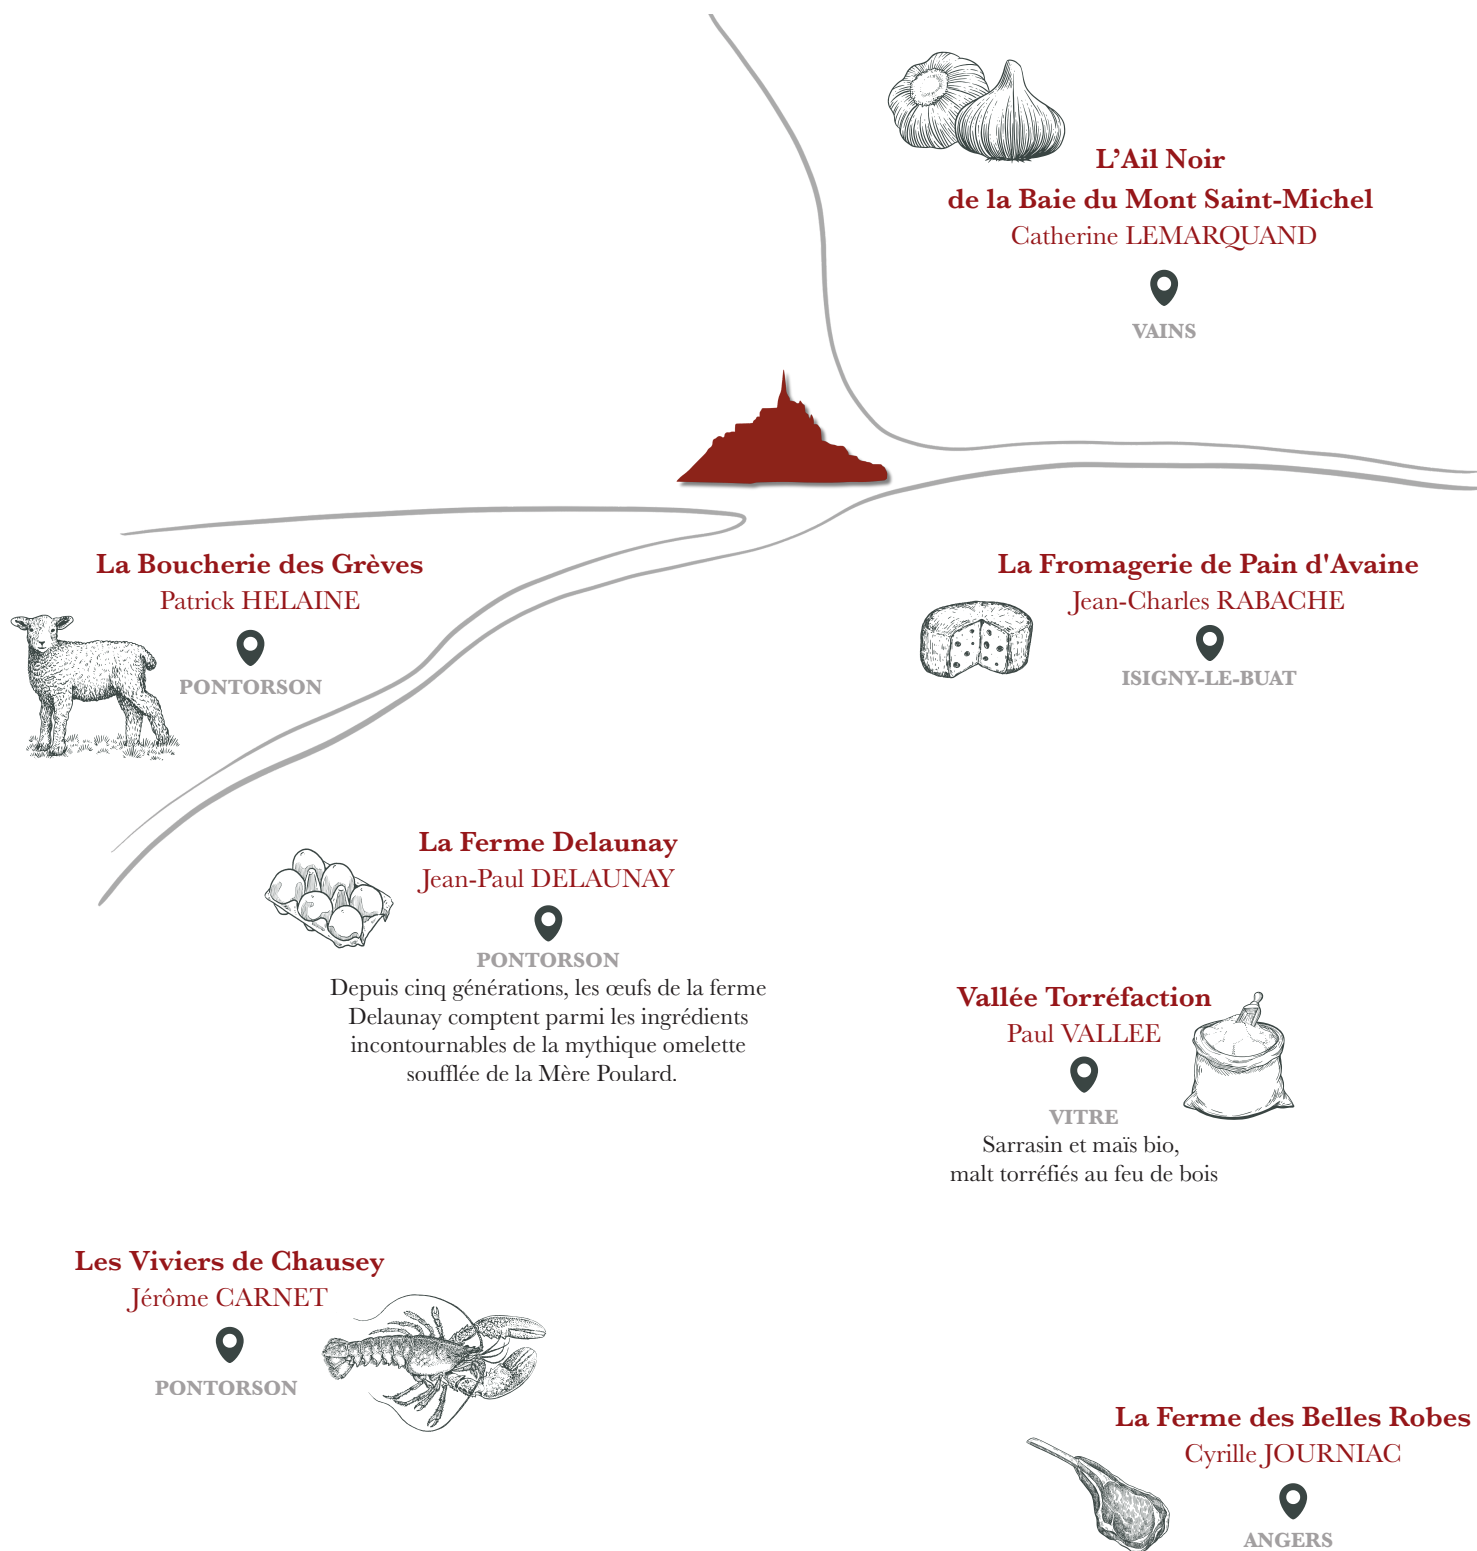 L’Ail Noir
de la Baie du Mont Saint-Michel
Catherine LEMARQUAND
VAINS
La Boucherie des Grèves
Patrick HELAINE
PONTORSON
La Fromagerie de Pain d'Avaine
Jean-Charles RABACHE
ISIGNY-LE-BUAT
La Ferme Delaunay
Jean-Paul DELAUNAY
PONTORSON
Depuis cinq générations, les œufs de la ferme
Delaunay comptent parmi les ingrédients
incontournables de la mythique omelette
soufflée de la Mère Poulard.
Vallée Torréfaction
Paul VALLEE
VITRE
Sarrasin et maïs bio,
malt torréfiés au feu de bois
Les Viviers de Chausey
Jérôme CARNET
PONTORSON
La Ferme des Belles Robes
Cyrille JOURNIAC
ANGERS